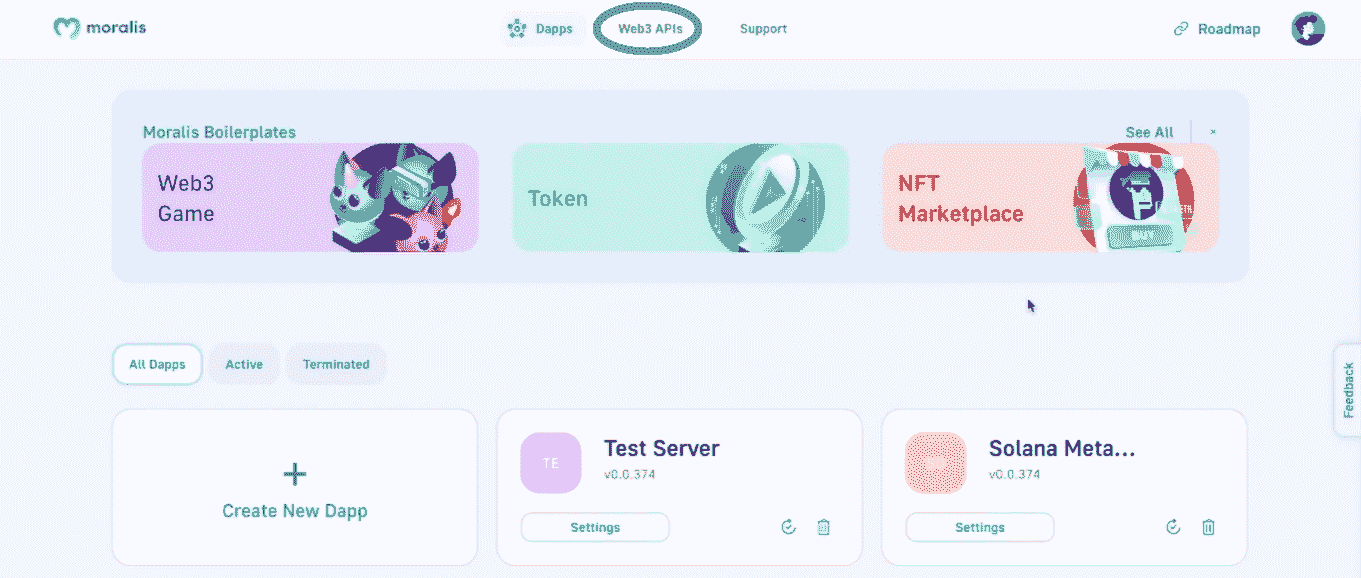 moralis
Dapps
Web3 APIs
Support
Roadmap
Moralis Boilerplates
See All
×
Web3
Game
Token
NFT
Marketplace
BUY
All Dapps
Active
Terminated
Feedback
Create New Dapp
TE
Test Server
v0.0.374
Settings
Solana Meta...
v0.0.374
Settings